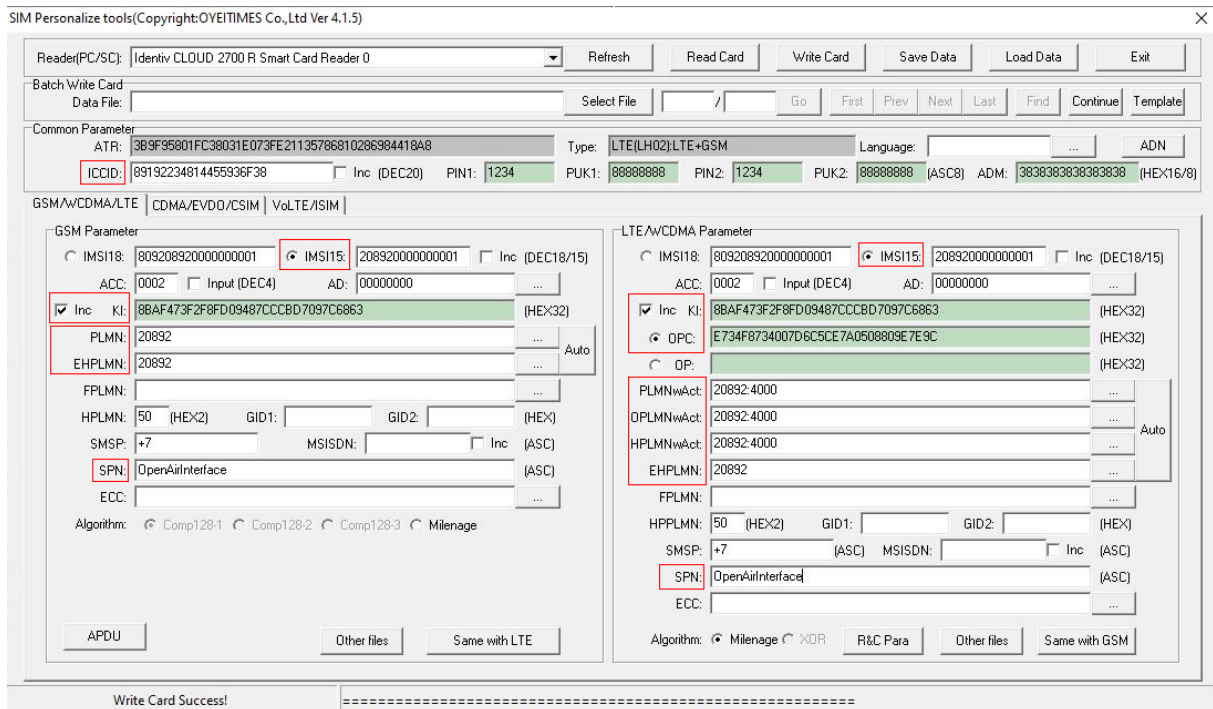 SIM Personalize tools(Copyright:OYEITIMES Co.,Ltd Ver 4.1.5)
Reader(PC/SC): Identiv CLOUD 2700 R Smart Card Reader 0 Refresh Read Card Write Card Save Data Load Data Exit
Batch Write Card
Data File: Select File / Go First Prev Next Last Find Continue Template
Common Parameter
ATR: 3B9F95801FC38031E073FE21135786810286984418A8 Type: LTE(LH02):LTE+GSM Language: ... ADN
ICCID: 89192234814455936F38 Inc (DEC20) PIN1: 1234 PUK1: 88888888 PIN2: 1234 PUK2: 88888888 (ASC8) ADM: 3838383838383838 (HEX16/8)
GSM/WCDMA/LTE CDMA/EVDO/CSIM VoLTE/ISIM
GSM Parameter
IMSI18: 809208920000000001 IMSI15: 208920000000001 Inc (DEC18/15)
ACC: 0002 Input (DEC4) AD: 00000000 ...
Inc KI: 8BAF473F2F8FD09487CCCBD7097C6863 (HEX32)
PLMN: 20892 ...
Auto
EHPLMN: 20892 ...
FPLMN: ...
HPLMN: 50 (HEX2) GID1: GID2: (HEX)
SMSP: +7 MSISDN: Inc (ASC)
SPN: OpenAirInterface (ASC)
ECC: ...
Algorithm: Comp128-1 Comp128-2 Comp128-3 Milenage
APDU Other files Same with LTE
LTE/WCDMA Parameter
IMSI18: 809208920000000001 IMSI15: 208920000000001 Inc (DEC18/15)
ACC: 0002 Input (DEC4) AD: 00000000 ...
Inc KI: 8BAF473F2F8FD09487CCCBD7097C6863 (HEX32)
OPC: E734F8734007D6C5CE7A0508809E7E9C (HEX32)
OP: (HEX32)
PLMNwAct: 20892:4000 ...
OPLMNwAct: 20892:4000 ...
Auto
HPLMNwAct: 20892:4000 ...
EHPLMN: 20892 ...
FPLMN: ...
HPPLMN: 50 (HEX2) GID1: GID2: (HEX)
SMSP: +7 (ASC) MSISDN: Inc (ASC)
SPN: OpenAirInterface (ASC)
ECC: ...
Algorithm: Milenage XOR R&C Para Other files Same with GSM
Write Card Success! ==========================================================